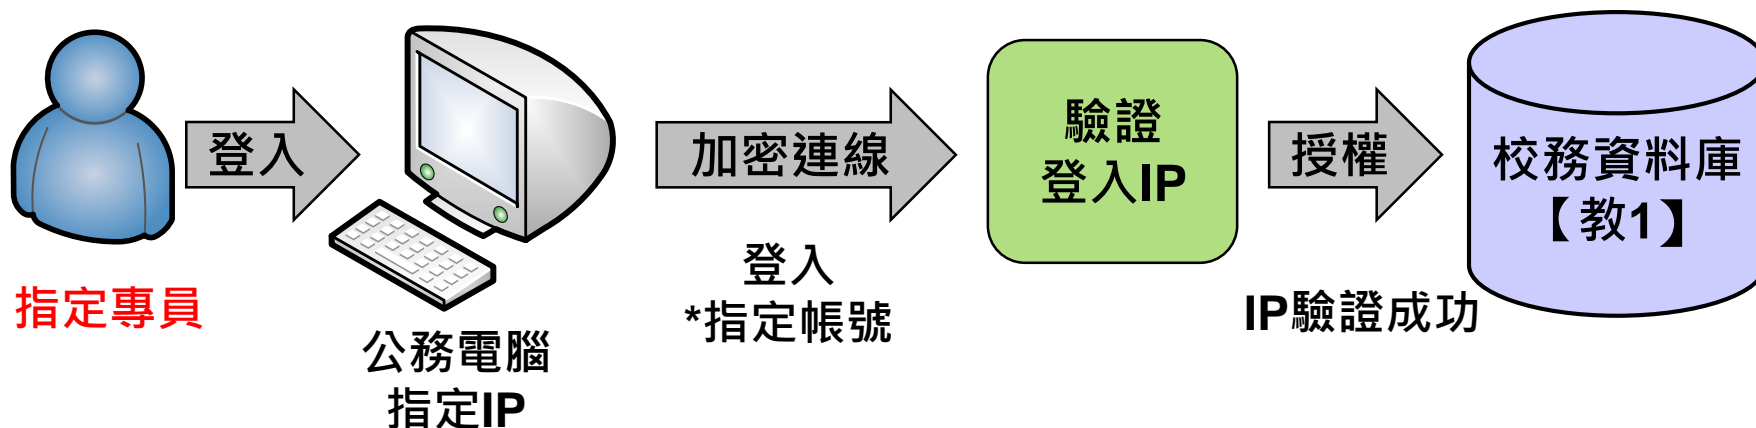 指定專員
登入
公務電腦
指定IP
加密連線
登入
*指定帳號
驗證
登入IP
授權
IP驗證成功
校務資料庫
【教1】